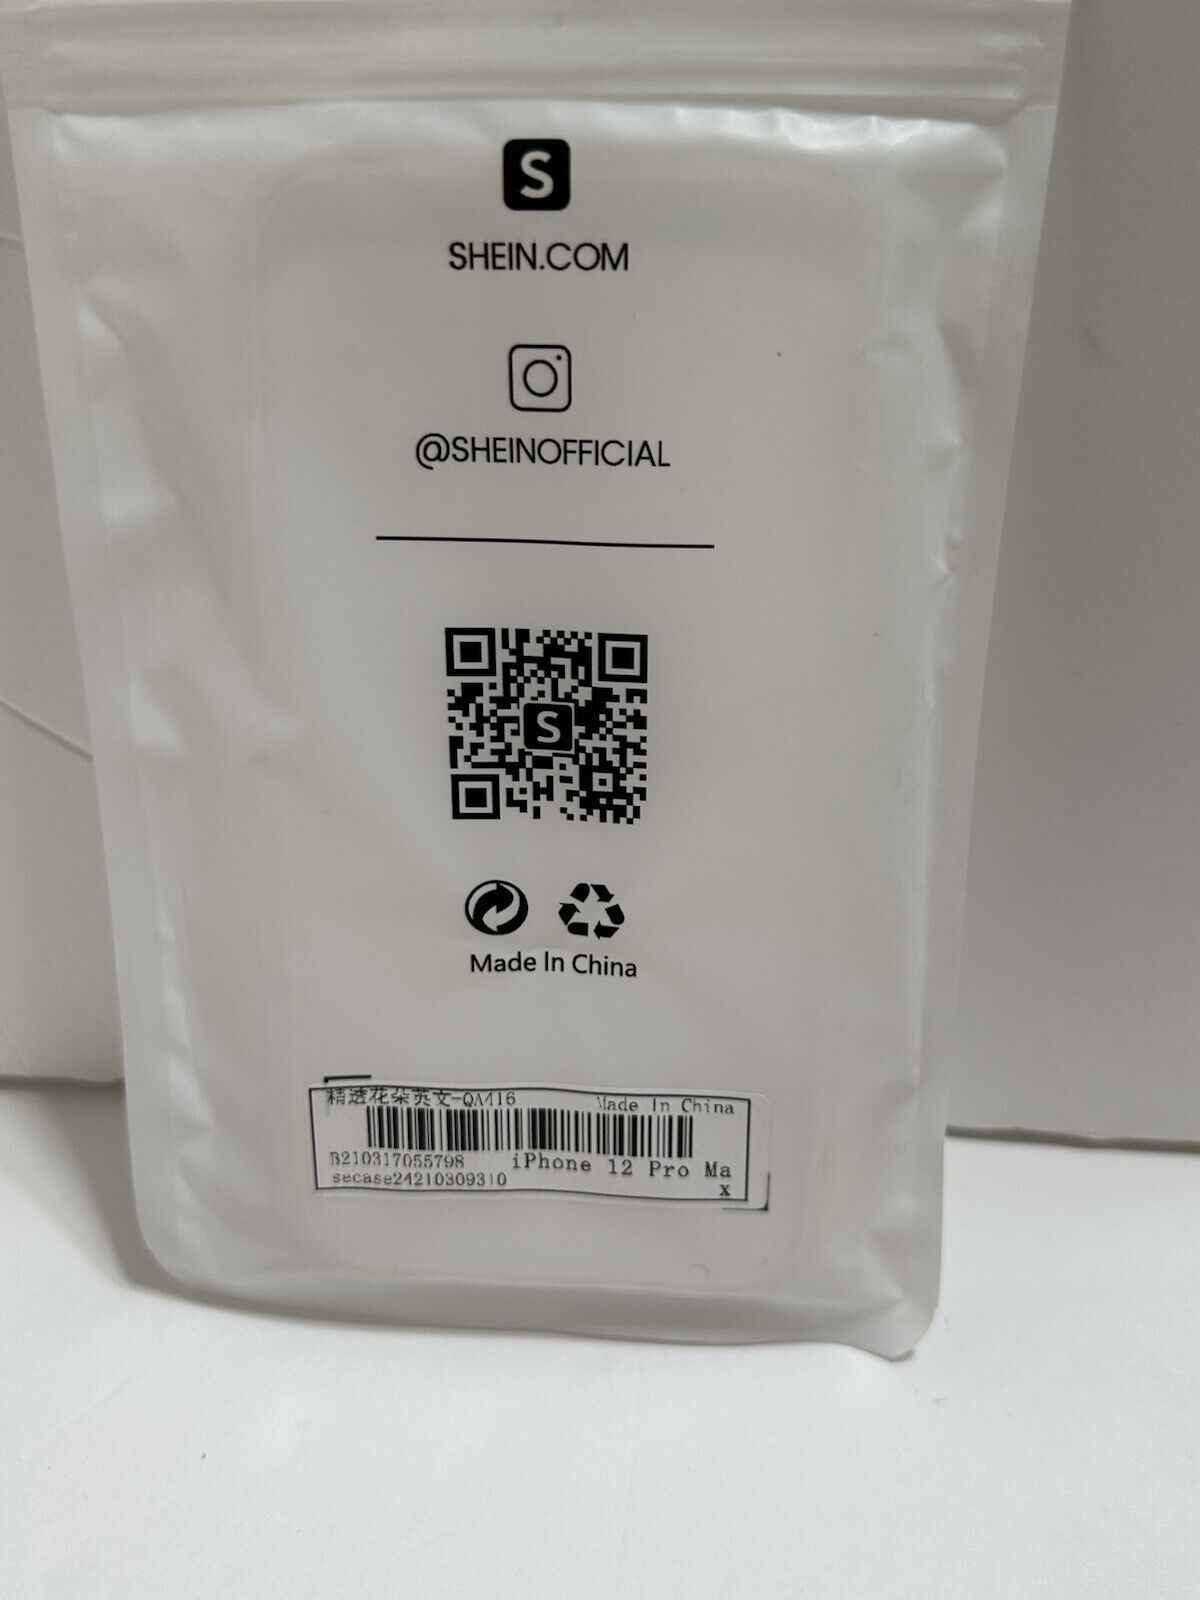 S
SHEIN.COM
@SHEINOFFICIAL
S
Made In China
精透花朵英文-QA416 Made In China
B210317055798 iPhone 12 Pro Ma
secase24210309310 x